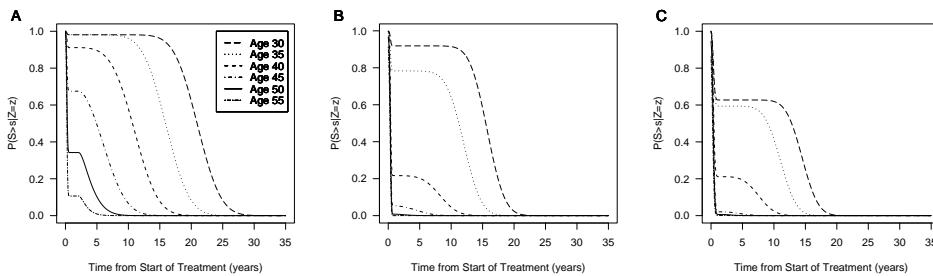 A
P(S>s|Z=z)
1.0
0.8
0.6
0.4
0.2
0.0
Age 30
Age 35
Age 40
Age 45
Age 50
Age 55
0 5 10 15 20 25 30 35
Time from Start of Treatment (years)
B
P(S>s|Z=z)
1.0
0.8
0.6
0.4
0.2
0.0
0 5 10 15 20 25 30 35
Time from Start of Treatment (years)
C
P(S>s|Z=z)
1.0
0.8
0.6
0.4
0.2
0.0
0 5 10 15 20 25 30 35
Time from Start of Treatment (years)